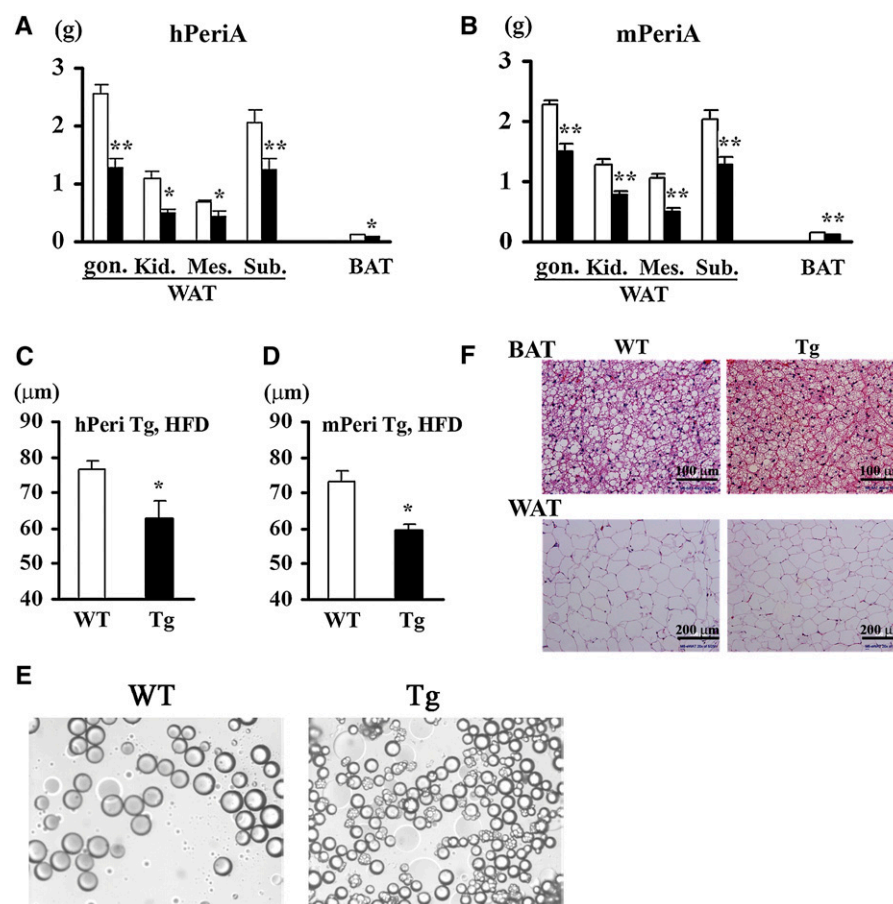 A (g) hPeriA
3
2
1
0
** * * ** *
gon. Kid. Mes. Sub. BAT
WAT
B (g) mPeriA
3
2
1
0
** ** ** ** **
gon. Kid. Mes. Sub. BAT
WAT
C
(μm)
90
80
70
60
50
40
hPeri Tg, HFD
*
WT Tg
D
(μm)
90
80
70
60
50
40
mPeri Tg, HFD
*
WT Tg
F
BAT WT Tg
100 μm 100 μm
WAT
200 μm 200 μm
E
WT Tg